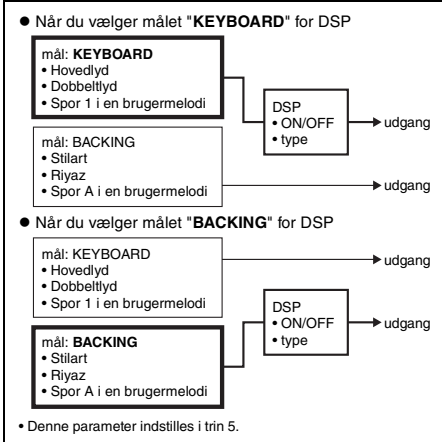 ● Når du vælger målet "KEYBOARD" for DSP
mål: KEYBOARD
• Hovedlyd
• Dobbeltlyd
• Spor 1 i en brugermelodi
DSP
• ON/OFF
• type
udgang
mål: BACKING
• Stilart
• Riyaz
• Spor A i en brugermelodi
udgang
● Når du vælger målet "BACKING" for DSP
mål: KEYBOARD
• Hovedlyd
• Dobbeltlyd
• Spor 1 i en brugermelodi
udgang
DSP
• ON/OFF
• type
udgang
mål: BACKING
• Stilart
• Riyaz
• Spor A i en brugermelodi
• Denne parameter indstilles i trin 5.